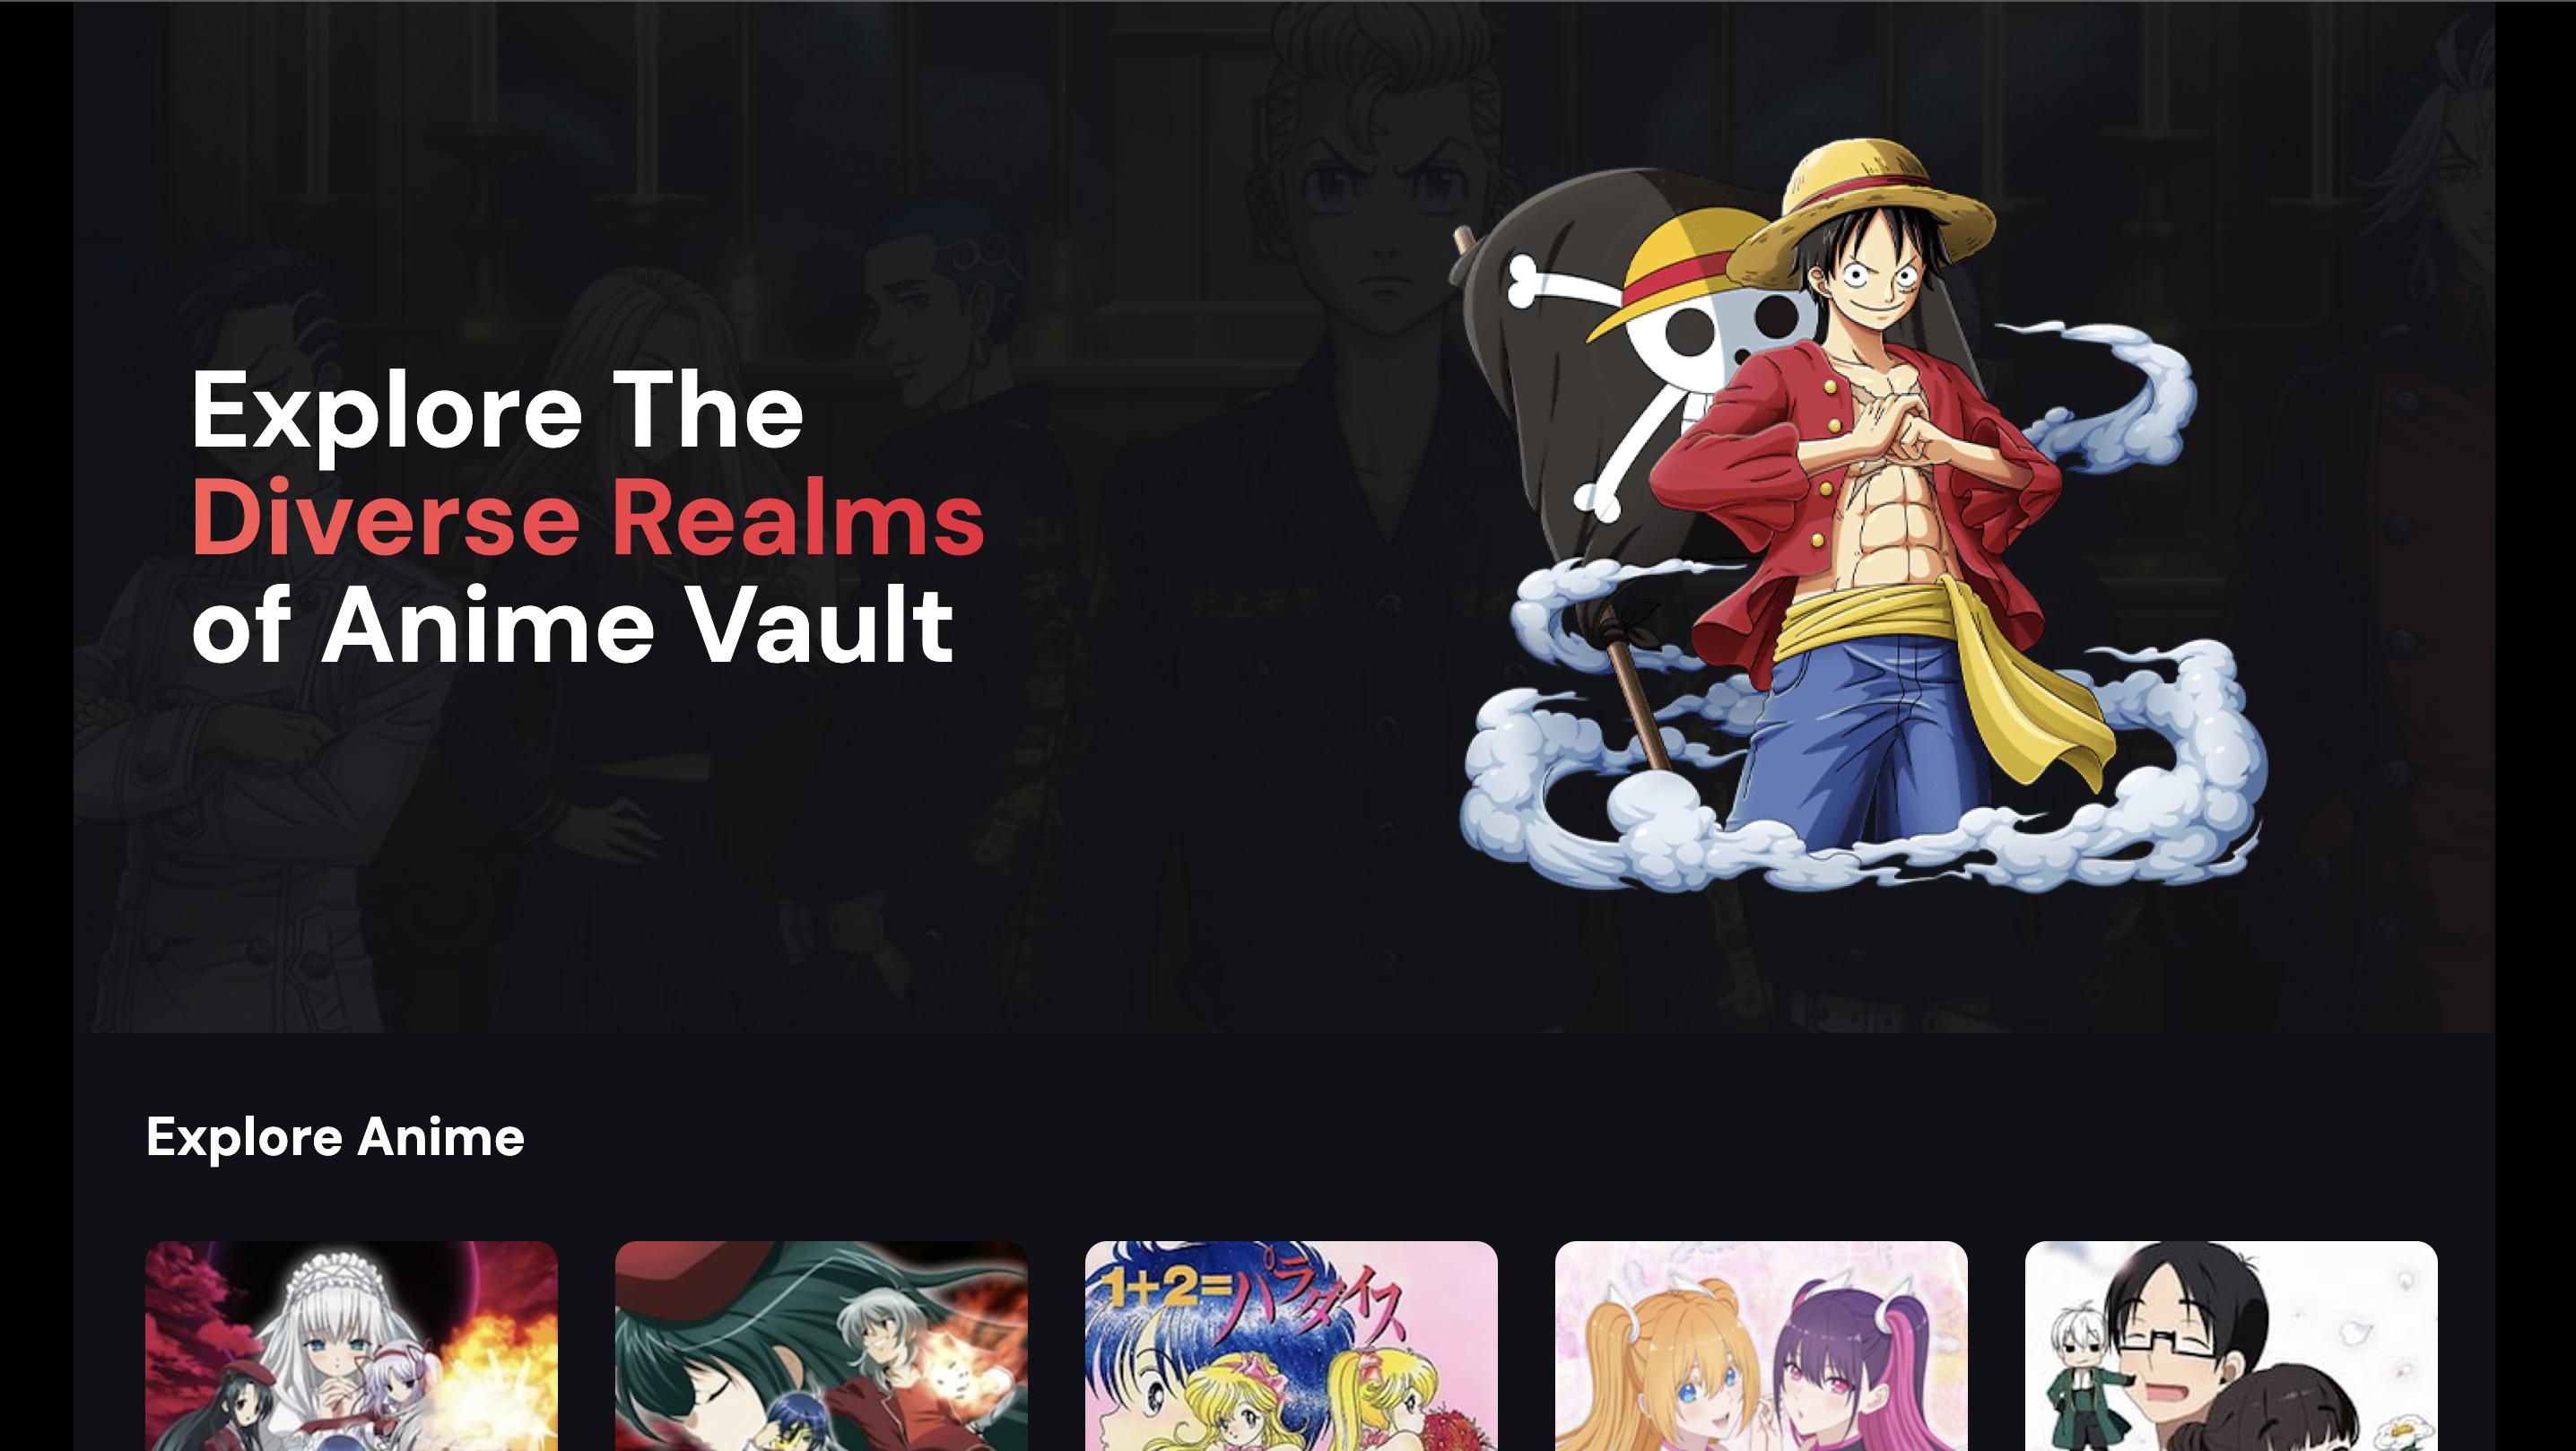 Explore The
Diverse Realms
of Anime Vault
Explore Anime
1+2=パラダイス